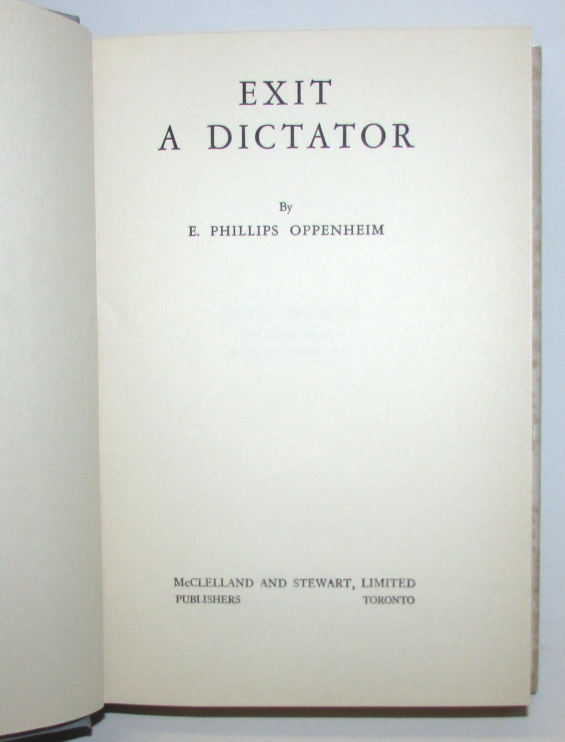 EXIT
A DICTATOR
By
E. PHILLIPS OPPENHEIM
McCLELLAND AND STEWART, LIMITED
PUBLISHERS TORONTO